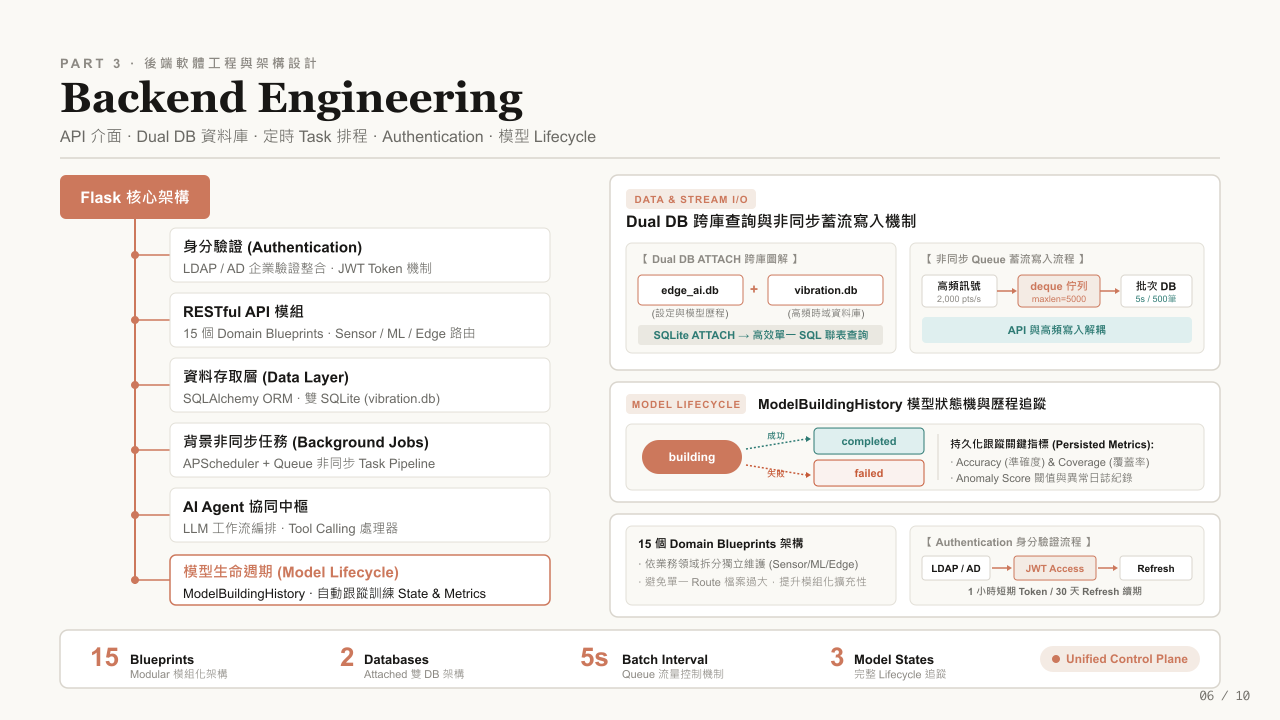 PART 3 · 後端軟體工程與架構設計
Backend Engineering
API 介面 · Dual DB 資料庫 · 定時 Task 排程 · Authentication · 模型 Lifecycle
Flask 核心架構
身分驗證 (Authentication)
LDAP / AD 企業驗證整合 · JWT Token 機制
RESTful API 模組
15 個 Domain Blueprints · Sensor / ML / Edge 路由
資料存取層 (Data Layer)
SQLAlchemy ORM · 雙 SQLite (vibration.db)
背景非同步任務 (Background Jobs)
APScheduler + Queue 非同步 Task Pipeline
AI Agent 協同中樞
LLM 工作流編排 · Tool Calling 處理器
模型生命週期 (Model Lifecycle)
ModelBuildingHistory · 自動跟蹤訓練 State & Metrics
DATA & STREAM I/O
Dual DB 跨庫查詢與非同步蓄流寫入機制
【 Dual DB ATTACH 跨庫圖解 】
edge_ai.db
+
vibration.db
(設定與模型歷程)
(高頻時域資料庫)
SQLite ATTACH → 高效單一 SQL 聯表查詢
【 非同步 Queue 蓄流寫入流程 】
高頻訊號
2,000 pts/s
deque 佇列
maxlen=5000
批次 DB
5s / 500筆
API 與高頻寫入解耦
MODEL LIFECYCLE
ModelBuildingHistory 模型狀態機與歷程追蹤
building
成功
失敗
completed
failed
持久化跟蹤關鍵指標 (Persisted Metrics):
· Accuracy (準確度) & Coverage (覆蓋率)
· Anomaly Score 閾值與異常日誌紀錄
15 個 Domain Blueprints 架構
· 依業務領域拆分獨立維護 (Sensor/ML/Edge)
· 避免單一 Route 檔案過大 · 提升模組化擴充性
【 Authentication 身分驗證流程 】
LDAP / AD
JWT Access
Refresh
1 小時短期 Token / 30 天 Refresh 續期
15
Blueprints
Modular 模組化架構
2
Databases
Attached 雙 DB 架構
5s
Batch Interval
Queue 流量控制機制
3
Model States
完整 Lifecycle 追蹤
Unified Control Plane
06 / 10